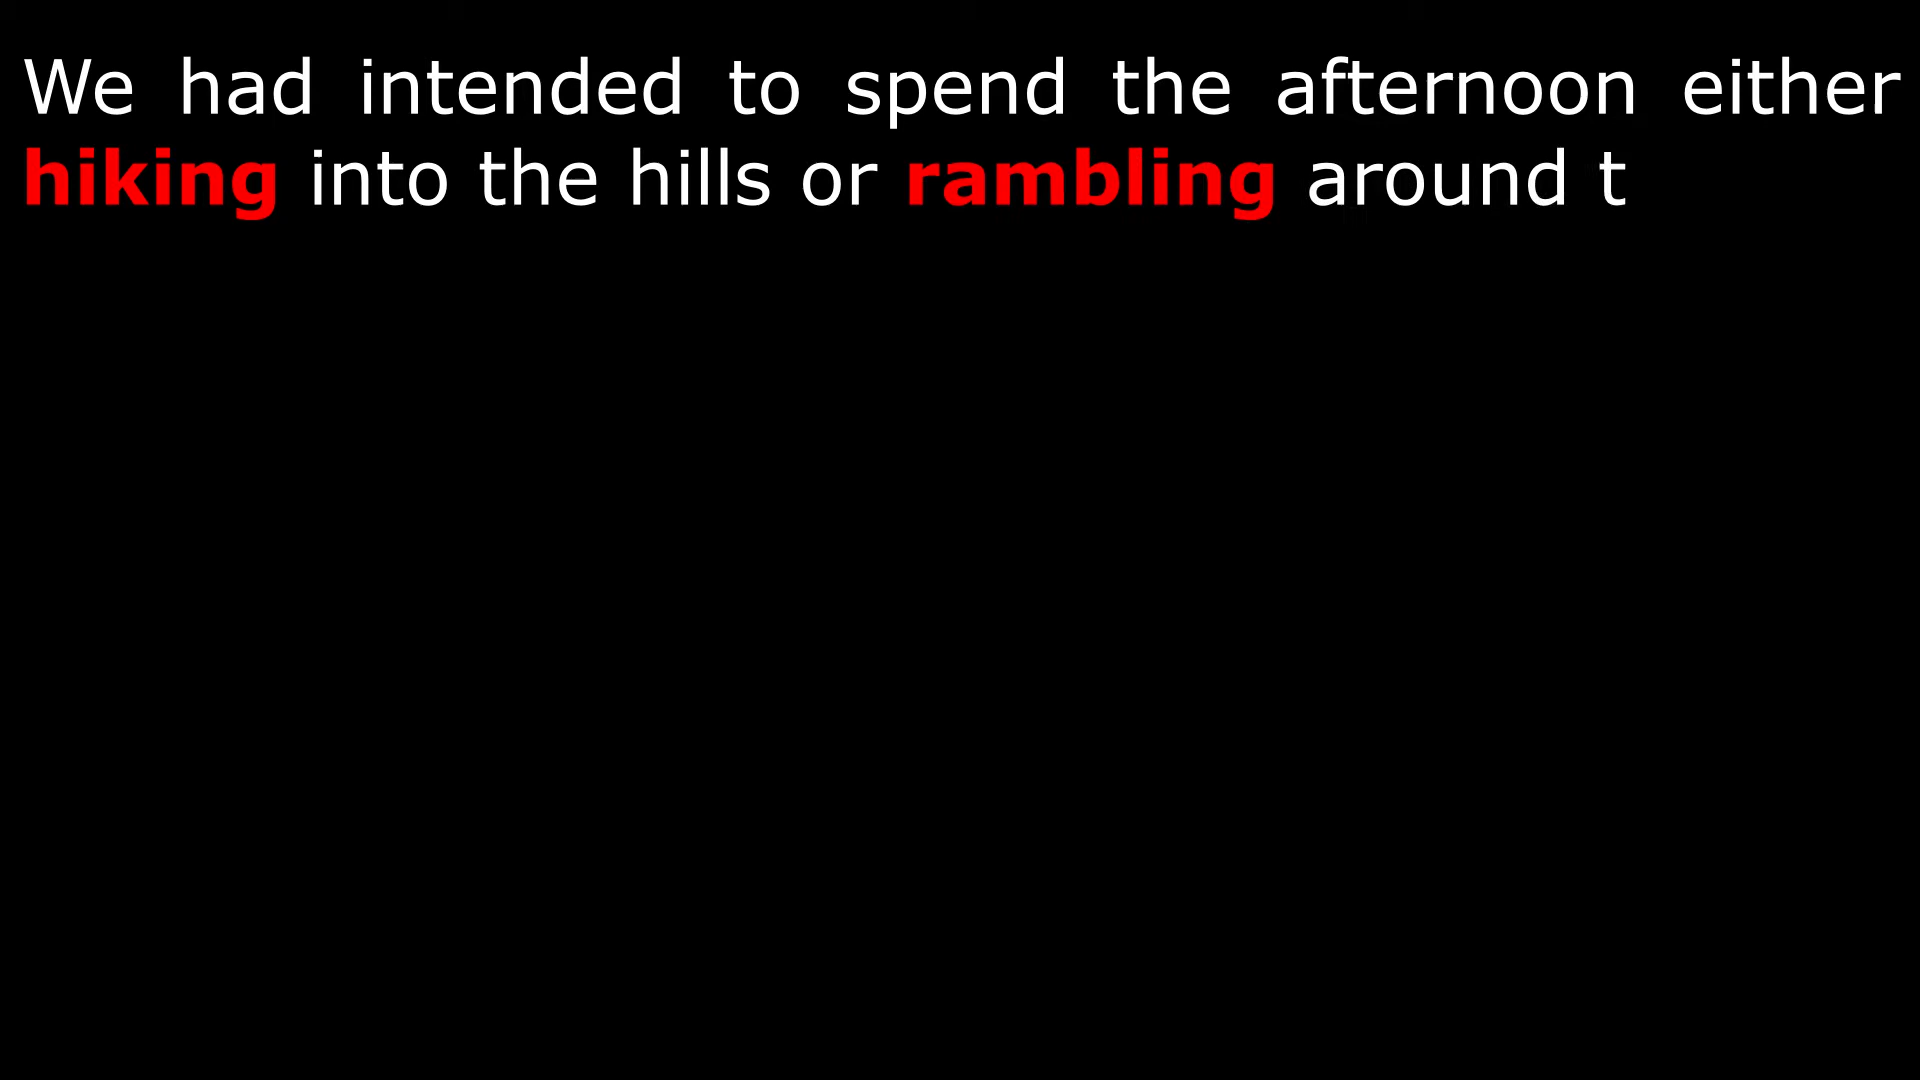 We had intended to spend the afternoon either
hiking into the hills or rambling around t